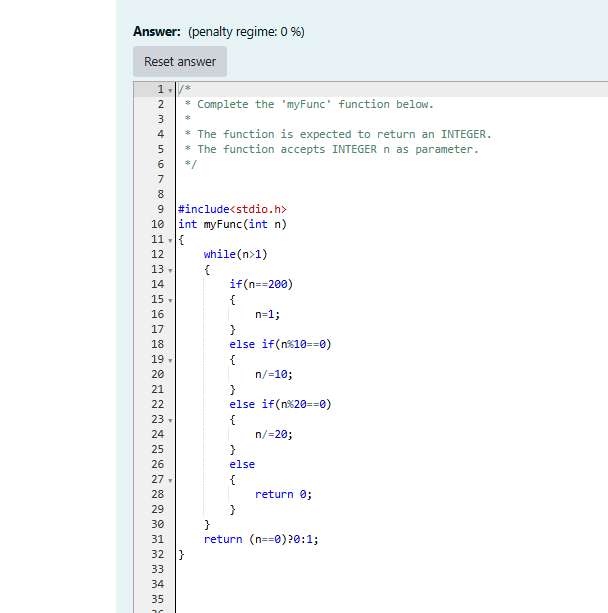 Answer: (penalty regime: 0 %)
Reset answer
1 /*
2  * Complete the 'myFunc' function below.
3  *
4  * The function is expected to return an INTEGER.
5  * The function accepts INTEGER n as parameter.
6  */
7
8
9 #include<stdio.h>
10 int myFunc(int n)
11 {
12     while(n>1)
13     {
14         if(n==200)
15         {
16             n=1;
17         }
18         else if(n%10==0)
19         {
20             n/=10;
21         }
22         else if(n%20==0)
23         {
24             n/=20;
25         }
26         else
27         {
28             return 0;
29         }
30     }
31     return (n==0)?0:1;
32 }
33
34
35
36